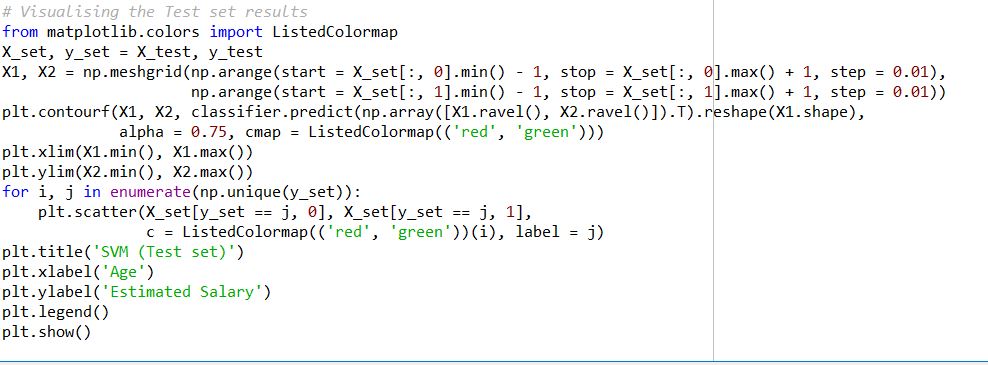 # Visualising the Test set results
from matplotlib.colors import ListedColormap
X_set, y_set = X_test, y_test
X1, X2 = np.meshgrid(np.arange(start = X_set[:, 0].min() - 1, stop = X_set[:, 0].max() + 1, step = 0.01),
                     np.arange(start = X_set[:, 1].min() - 1, stop = X_set[:, 1].max() + 1, step = 0.01))
plt.contourf(X1, X2, classifier.predict(np.array([X1.ravel(), X2.ravel()]).T).reshape(X1.shape),
             alpha = 0.75, cmap = ListedColormap(('red', 'green')))
plt.xlim(X1.min(), X1.max())
plt.ylim(X2.min(), X2.max())
for i, j in enumerate(np.unique(y_set)):
    plt.scatter(X_set[y_set == j, 0], X_set[y_set == j, 1],
                c = ListedColormap(('red', 'green'))(i), label = j)
plt.title('SVM (Test set)')
plt.xlabel('Age')
plt.ylabel('Estimated Salary')
plt.legend()
plt.show()